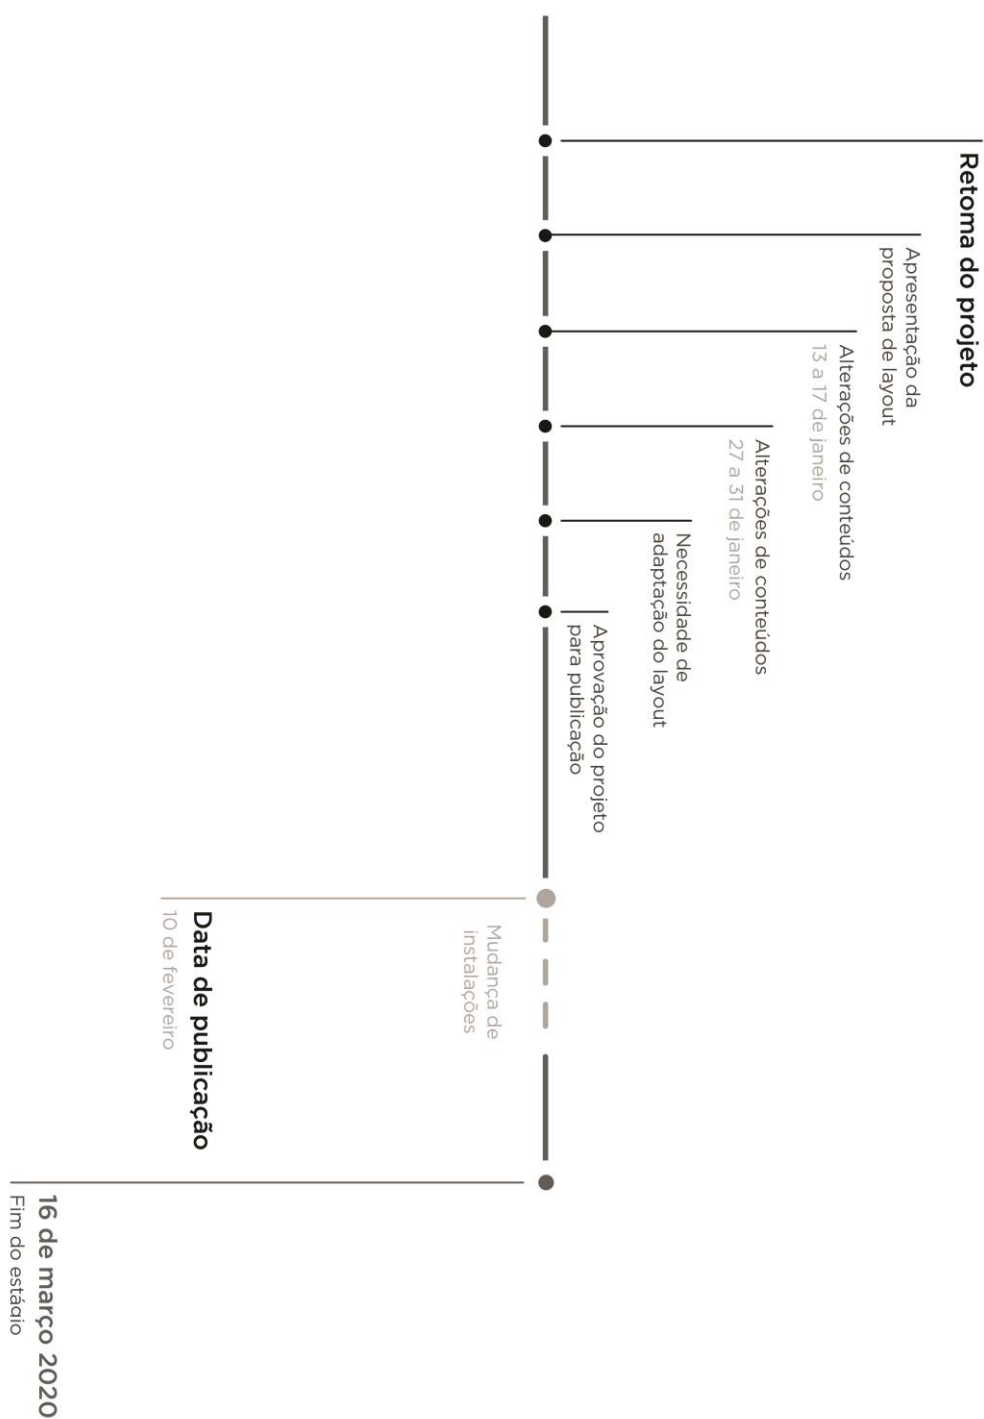 Retoma do projeto
Apresentação da
proposta de layout
Alterações de conteúdos
13 a 17 de janeiro
Alterações de conteúdos
27 a 31 de janeiro
Necessidade de
adaptação do layout
Aprovação do projeto
para publicação
Mudança de
instalações
Data de publicação
10 de fevereiro
16 de março 2020
Fim do estágio